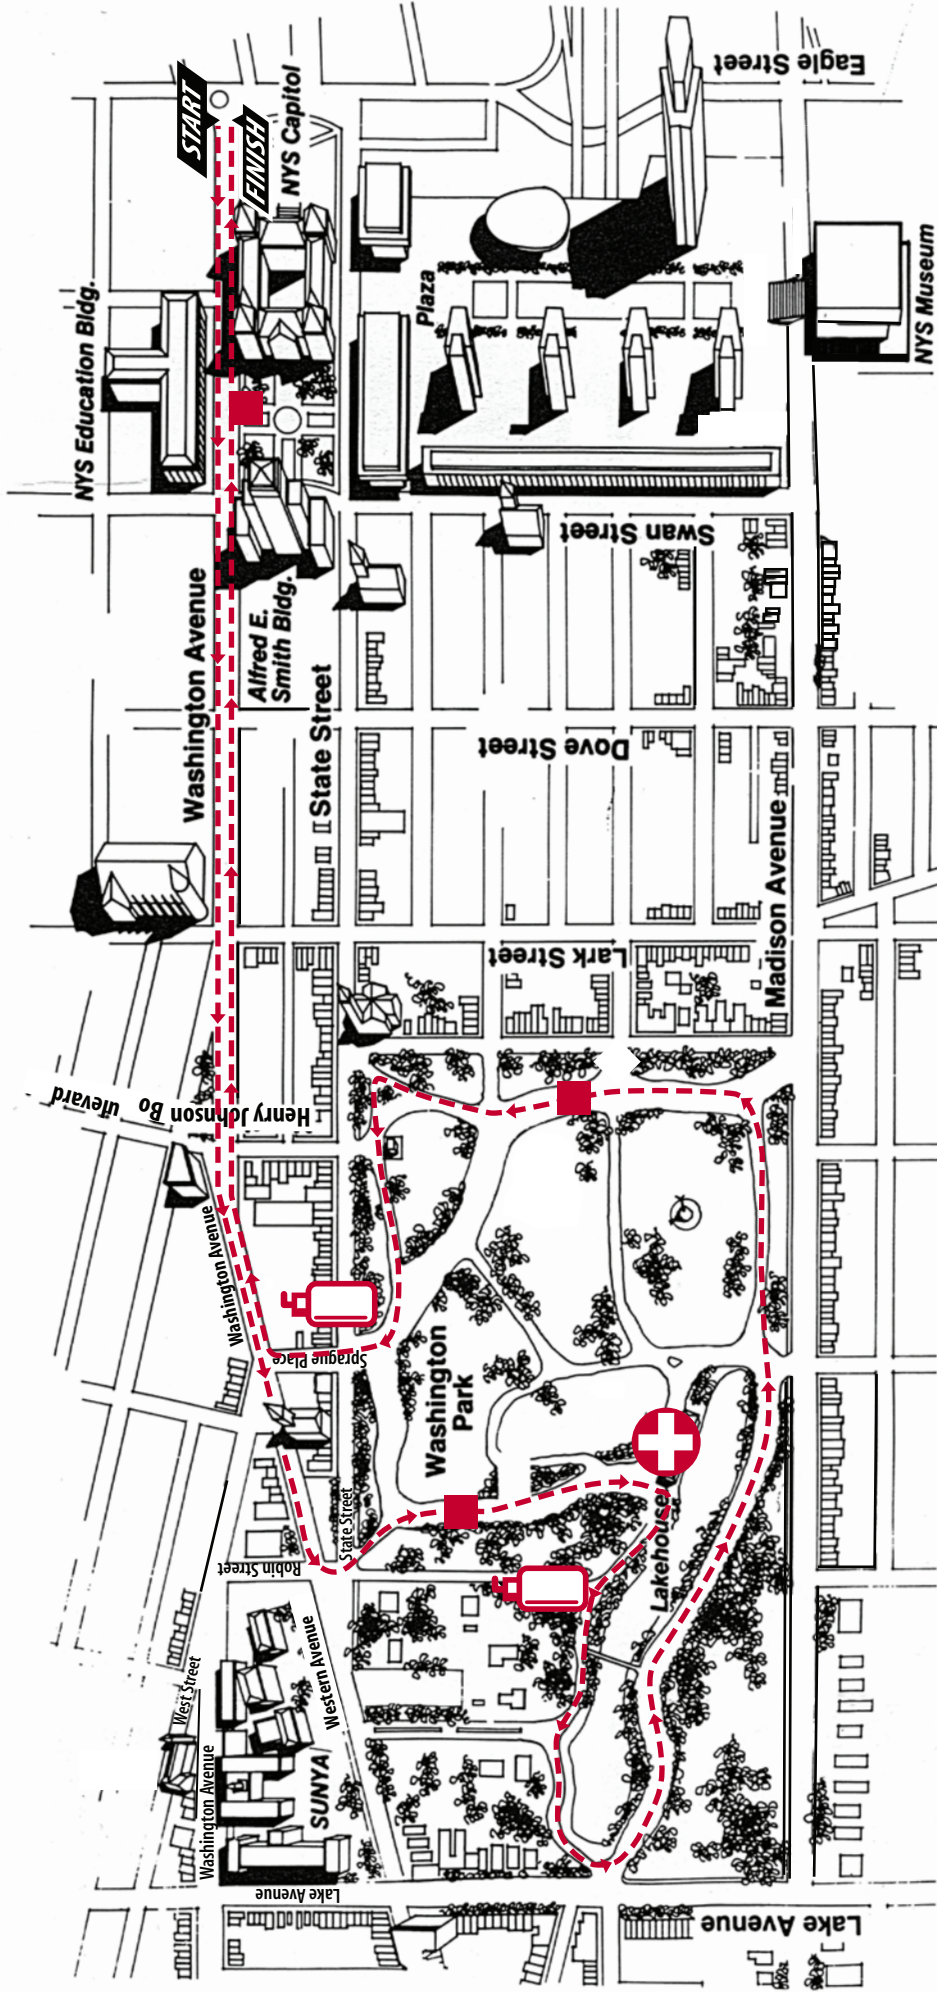 Eagle Street
START
FINISH
NYS Capitol
NYS Education Bldg.
Plaza
NYS Museum
Swan Street
Washington Avenue
Alfred E.
Smith Bldg.
State Street
Dove Street
Madison Avenue
Lark Street
Henry Johnson Bo ulevard
Washington Avenue
Sprague Place
Washington
Park
State Street
Lakehouse
Robin Street
Western Avenue
West Street
Washington Avenue
SUNYA
Lake Avenue
Lake Avenue